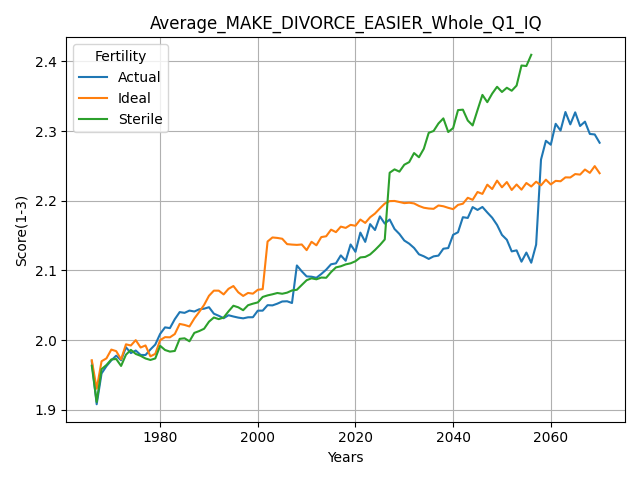 Average_MAKE_DIVORCE_EASIER_Whole_Q1_IQ
Fertility
Actual
Ideal
Sterile
Score(1-3)
2.4
2.3
2.2
2.1
2.0
1.9
1980
2000
2020
2040
2060
Years